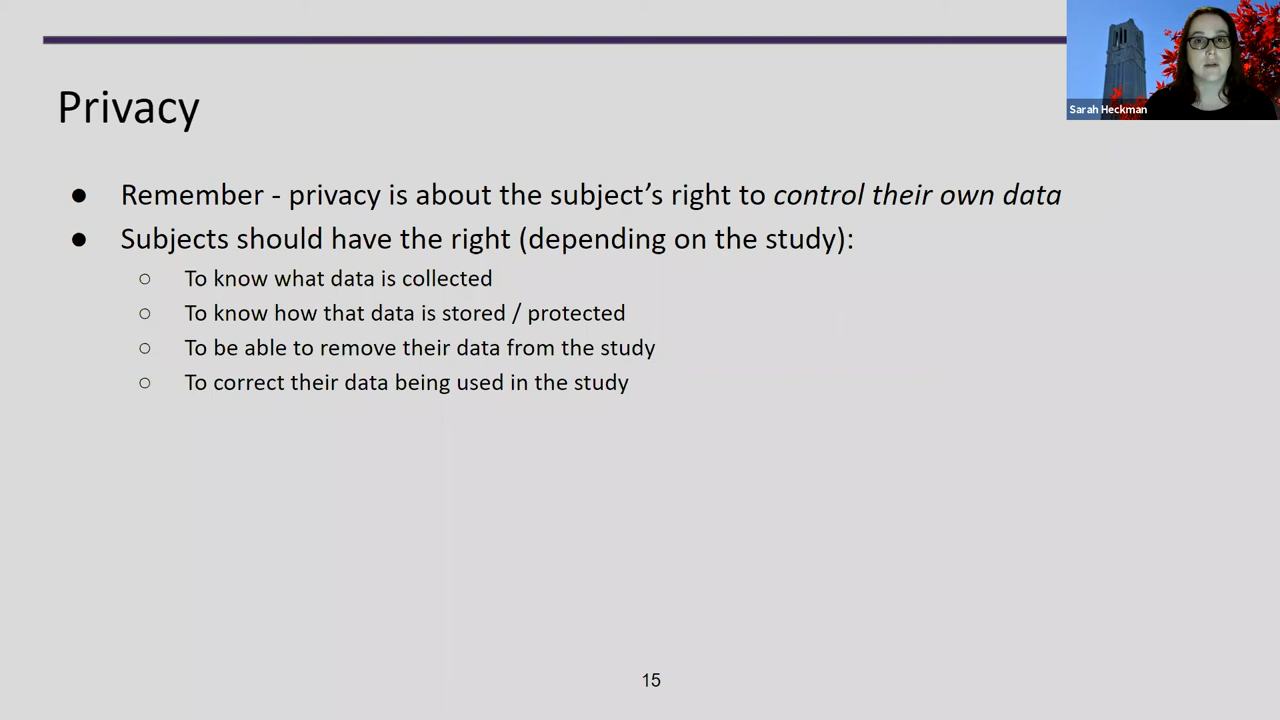 Sarah Heckman
Privacy
● Remember - privacy is about the subject's right to control their own data
● Subjects should have the right (depending on the study):
○ To know what data is collected
○ To know how that data is stored / protected
○ To be able to remove their data from the study
○ To correct their data being used in the study
15